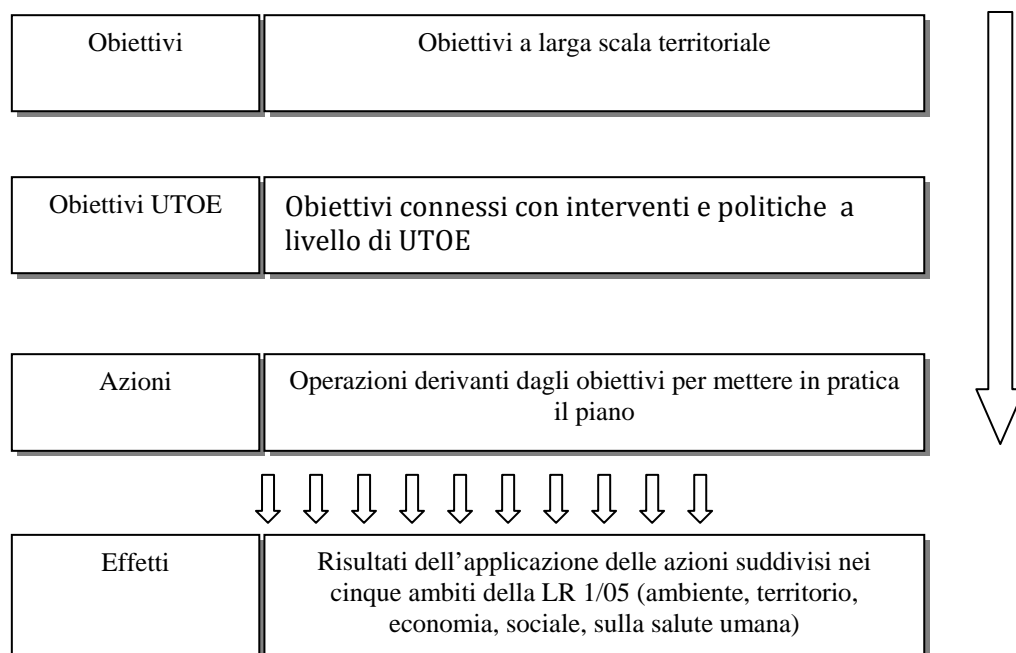 Obiettivi
Obiettivi a larga scala territoriale
Obiettivi UTOE
Obiettivi connessi con interventi e politiche a
livello di UTOE
Azioni
Operazioni derivanti dagli obiettivi per mettere in pratica
il piano
Effetti
Risultati dell’applicazione delle azioni suddivisi nei
cinque ambiti della LR 1/05 (ambiente, territorio,
economia, sociale, sulla salute umana)